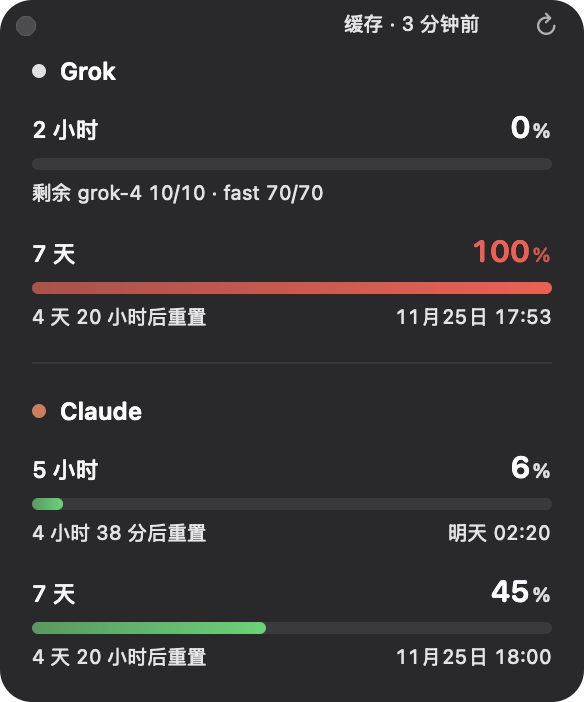 缓存 · 3 分钟前
Grok
2 小时 0%
剩余 grok-4 10/10 · fast 70/70
7 天 100%
4 天 20 小时后重置 11月25日 17:53
Claude
5 小时 6%
4 小时 38 分后重置 明天 02:20
7 天 45%
4 天 20 小时后重置 11月25日 18:00